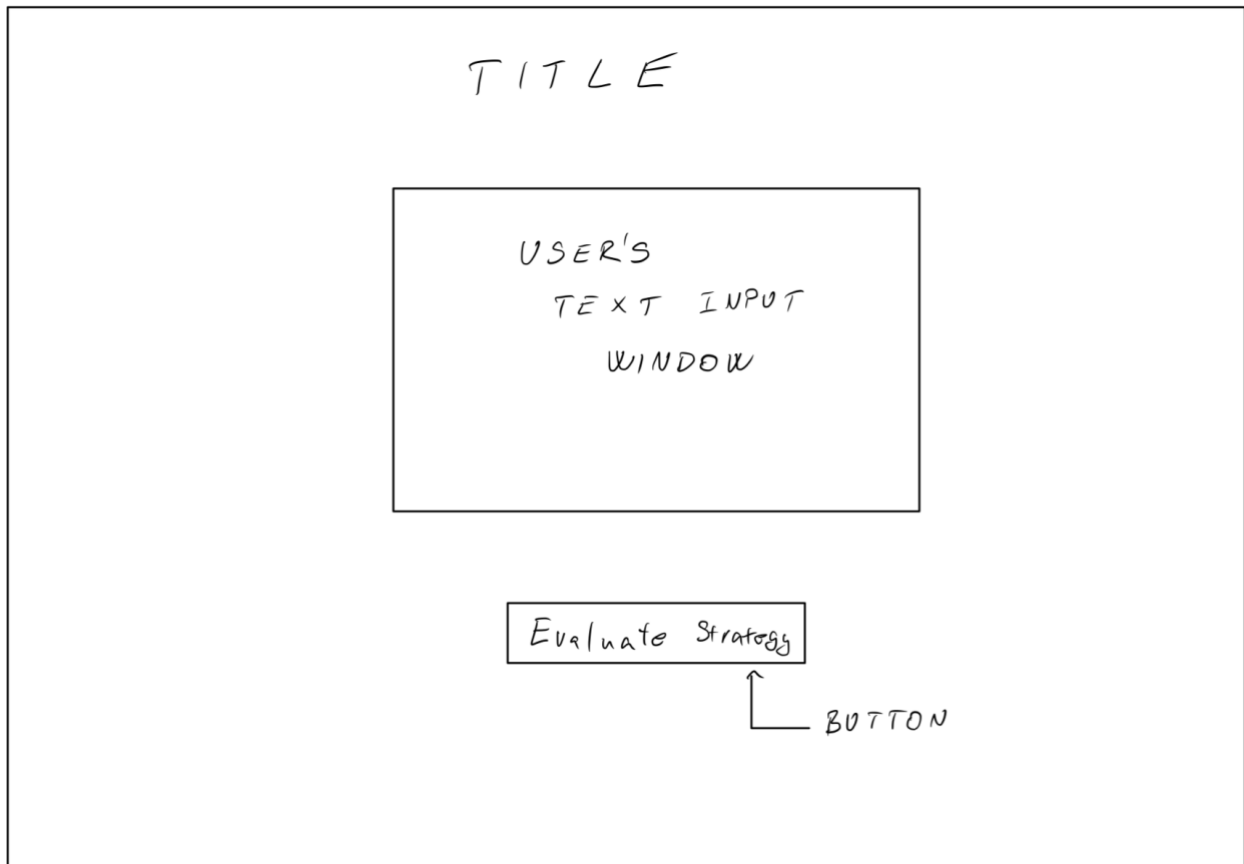 TITLE
USER'S
TEXT INPUT
WINDOW
Evaluate Strategy
BUTTON